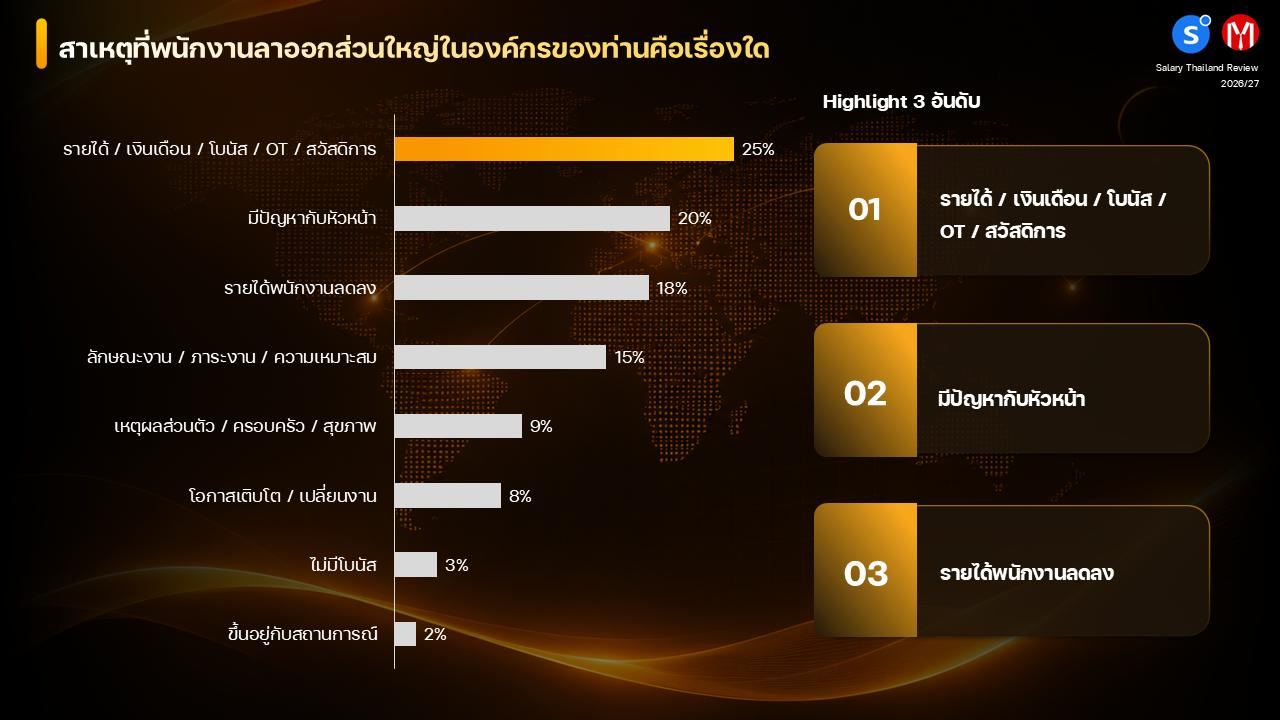 สาเหตุที่พนักงานลาออกส่วนใหญ่ในองค์กรของท่านคือเรื่องใด
S
Salary Thailand Review
2026/27
รายได้ / เงินเดือน / โบนัส / OT / สวัสดิการ 25%
มีปัญหากับหัวหน้า 20%
รายได้พนักงานลดลง 18%
ลักษณะงาน / ภาระงาน / ความเหมาะสม 15%
เหตุผลส่วนตัว / ครอบครัว / สุขภาพ 9%
โอกาสเติบโต / เปลี่ยนงาน 8%
ไม่มีโบนัส 3%
ขึ้นอยู่กับสถานการณ์ 2%
Highlight 3 อันดับ
01
รายได้ / เงินเดือน / โบนัส /
OT / สวัสดิการ
02
มีปัญหากับหัวหน้า
03
รายได้พนักงานลดลง